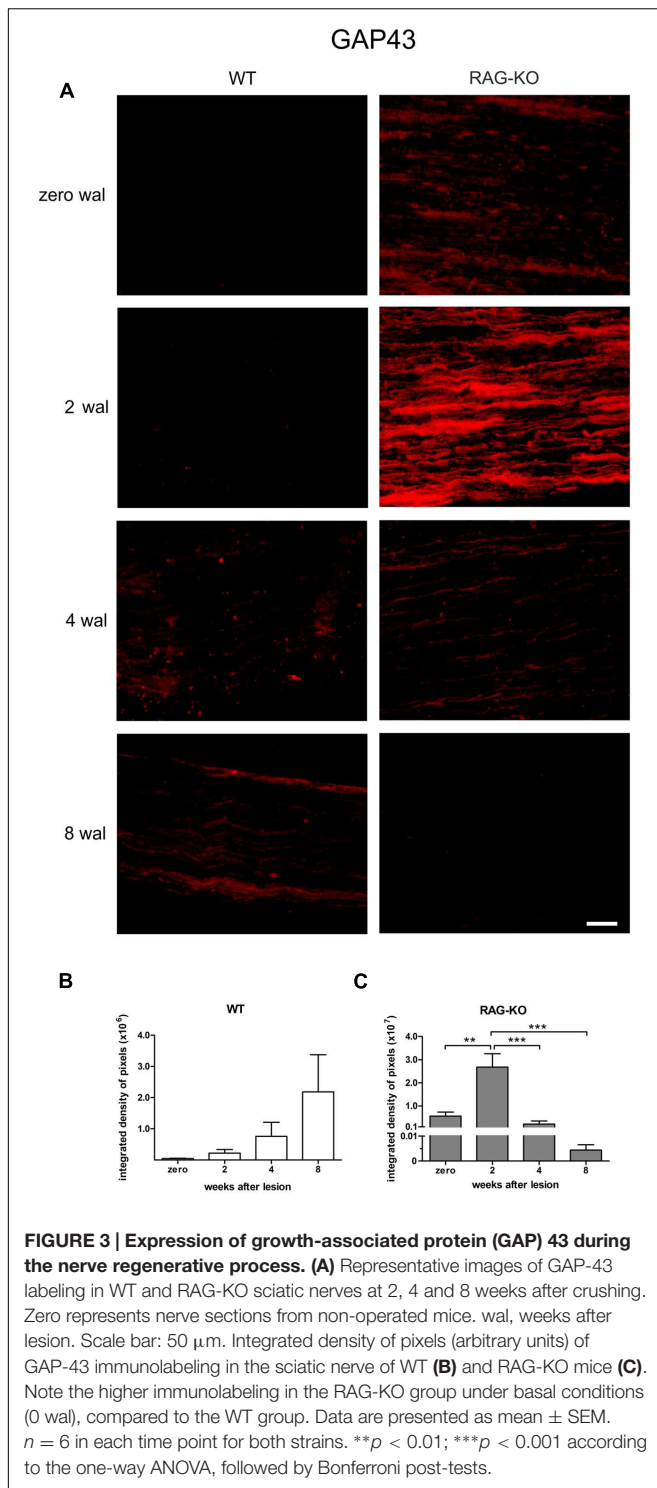 GAP43
WT
RAG-KO
A
zero wal
2 wal
4 wal
8 wal
B
WT
integrated density of pixels (x10⁶)
4.0
3.0
2.0
1.0
zero
2
4
8
weeks after lesion
C
RAG-KO
integrated density of pixels (x10⁷)
4.0
3.0
2.0
1.0
0.1
0.01
0
**
***
***
zero
2
4
8
weeks after lesion
FIGURE 3 | Expression of growth-associated protein (GAP) 43 during
the nerve regenerative process. (A) Representative images of GAP-43
labeling in WT and RAG-KO sciatic nerves at 2, 4 and 8 weeks after crushing.
Zero represents nerve sections from non-operated mice. wal, weeks after
lesion. Scale bar: 50 μm. Integrated density of pixels (arbitrary units) of
GAP-43 immunolabeling in the sciatic nerve of WT (B) and RAG-KO mice (C).
Note the higher immunolabeling in the RAG-KO group under basal conditions
(0 wal), compared to the WT group. Data are presented as mean ± SEM.
n = 6 in each time point for both strains. **p < 0.01; ***p < 0.001 according
to the one-way ANOVA, followed by Bonferroni post-tests.